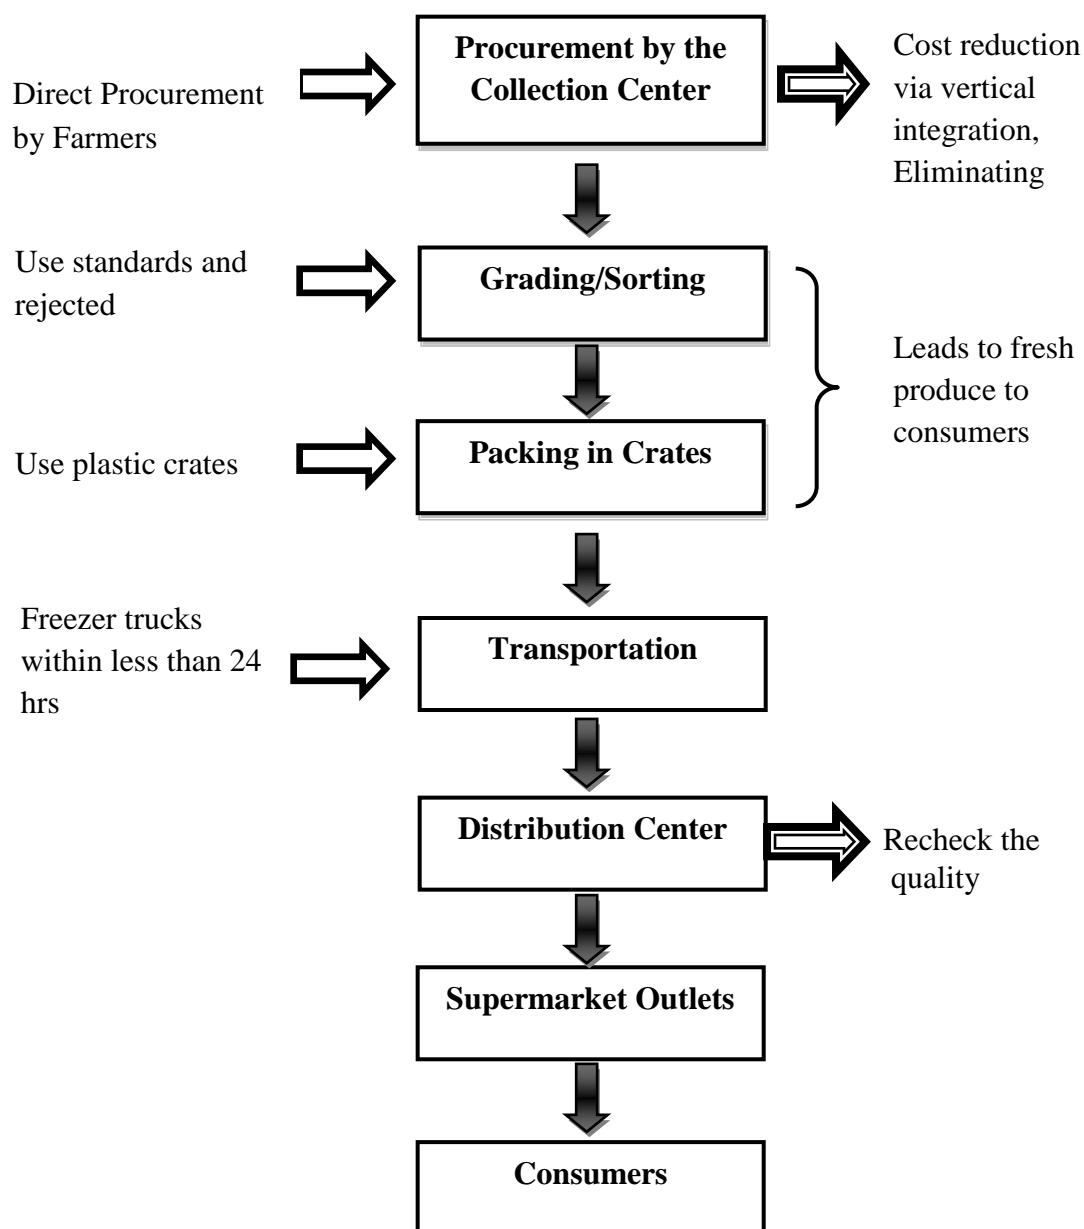 Direct Procurement
by Farmers
Procurement by the
Collection Center
Cost reduction
via vertical
integration,
Eliminating
Use standards and
rejected
Grading/Sorting
Leads to fresh
produce to
consumers
Use plastic crates
Packing in Crates
Freezer trucks
within less than 24
hrs
Transportation
Distribution Center
Recheck the
quality
Supermarket Outlets
Consumers